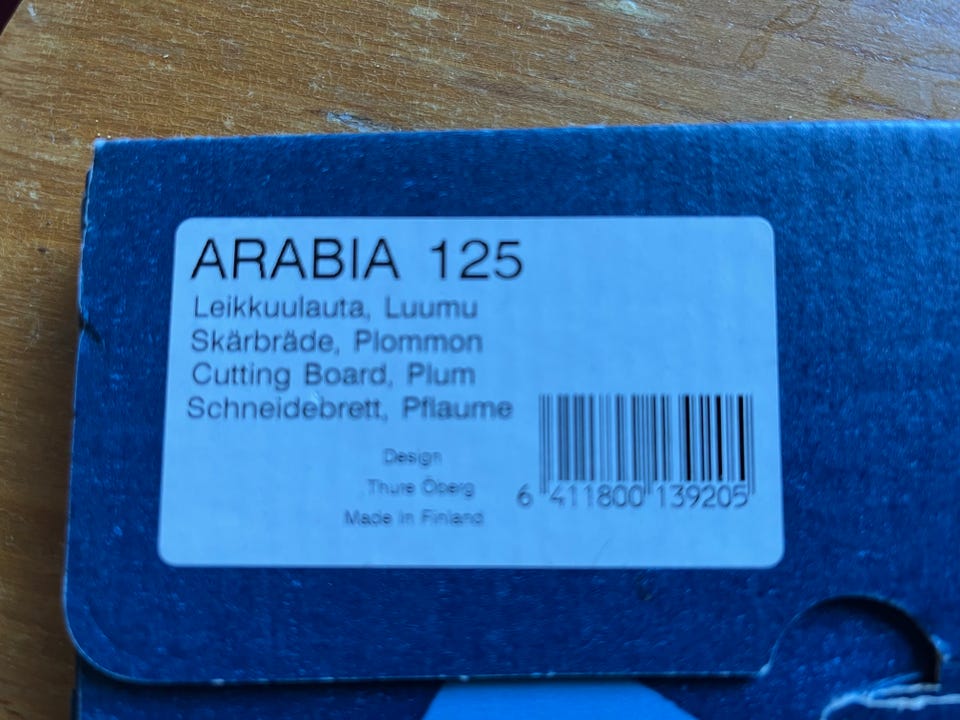 ARABIA 125
Leikkuulauta, Luumu
Skärbräde, Plommon
Cutting Board, Plum
Schneidebrett, Pflaume
Design
Thure Öberg
Made in Finland
6 411800 139205